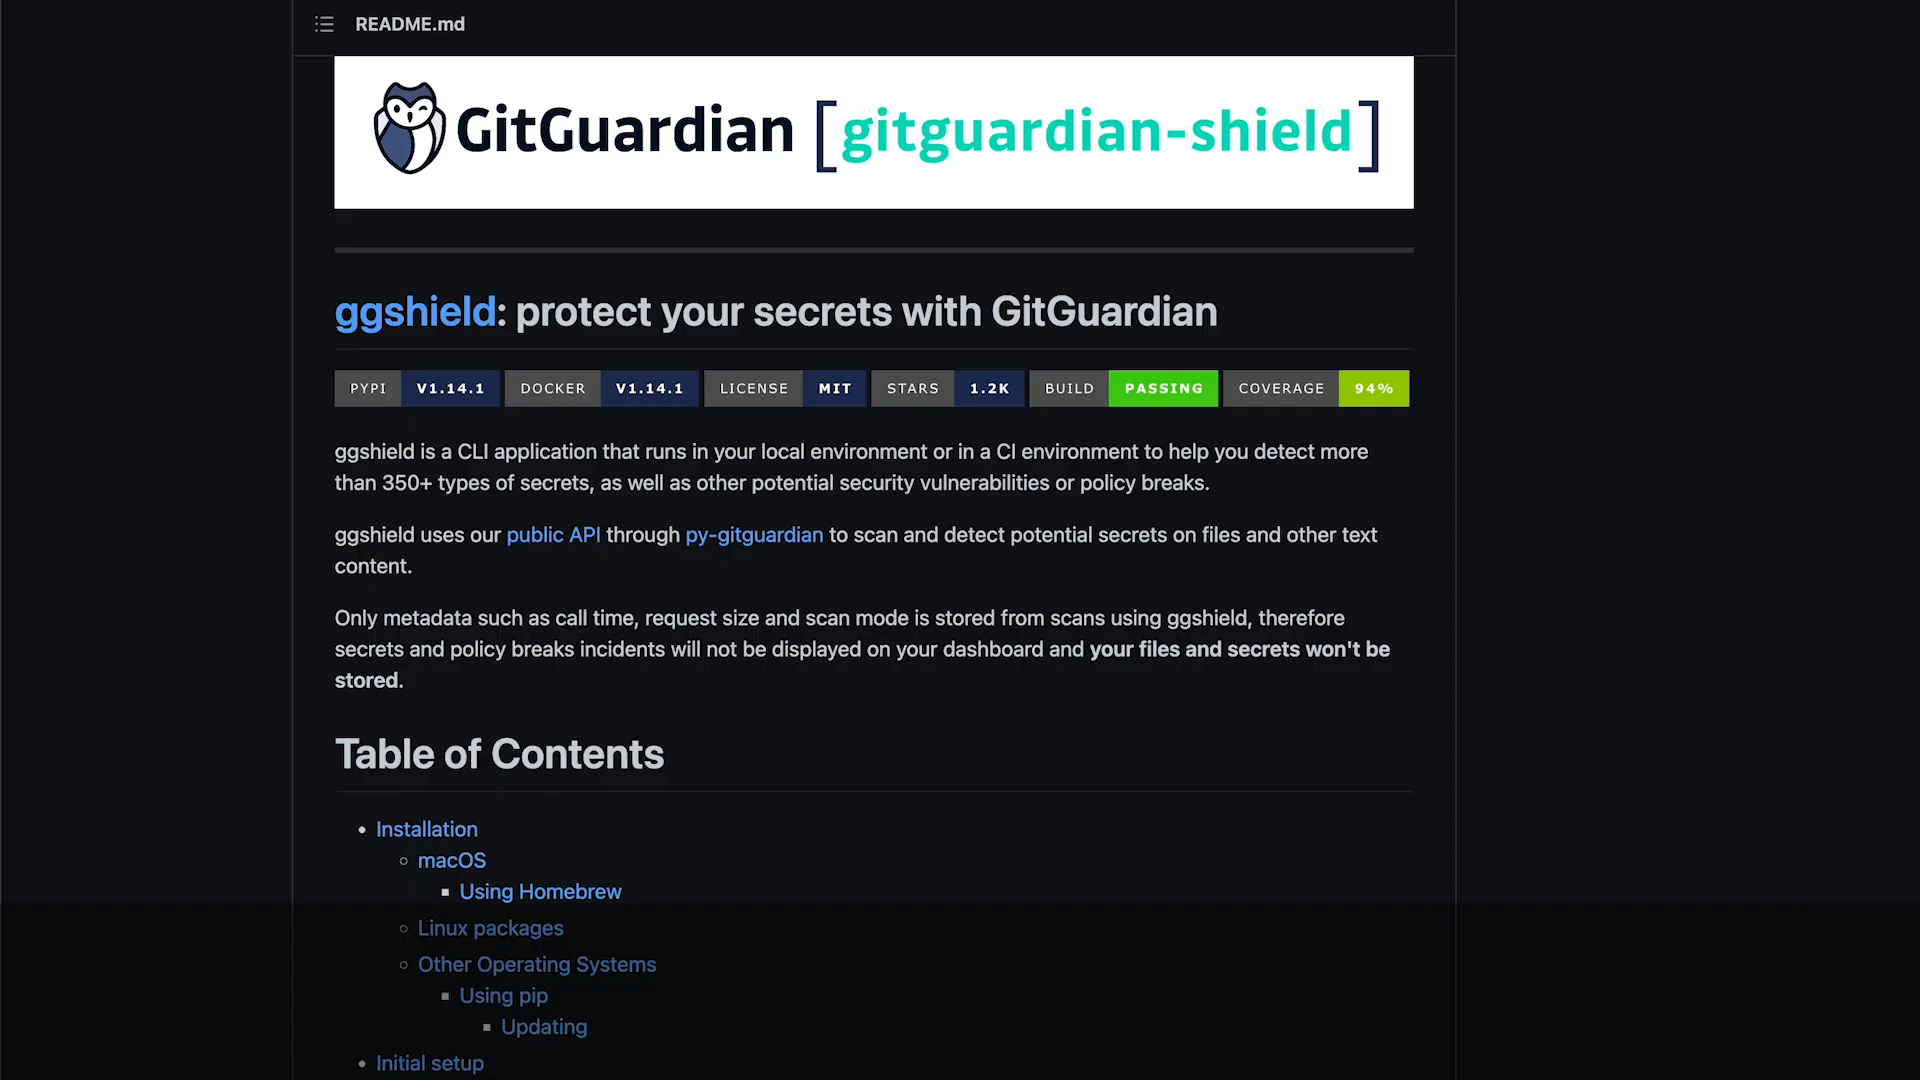 README.md
GitGuardian [gitguardian-shield]
ggshield: protect your secrets with GitGuardian
PYPI V1.14.1 DOCKER V1.14.1 LICENSE MIT STARS 1.2K BUILD PASSING COVERAGE 94%
ggshield is a CLI application that runs in your local environment or in a CI environment to help you detect more
than 350+ types of secrets, as well as other potential security vulnerabilities or policy breaks.
ggshield uses our public API through py-gitguardian to scan and detect potential secrets on files and other text
content.
Only metadata such as call time, request size and scan mode is stored from scans using ggshield, therefore
secrets and policy breaks incidents will not be displayed on your dashboard and your files and secrets won't be
stored.
Table of Contents
Installation
macOS
Using Homebrew
Linux packages
Other Operating Systems
Using pip
Updating
Initial setup